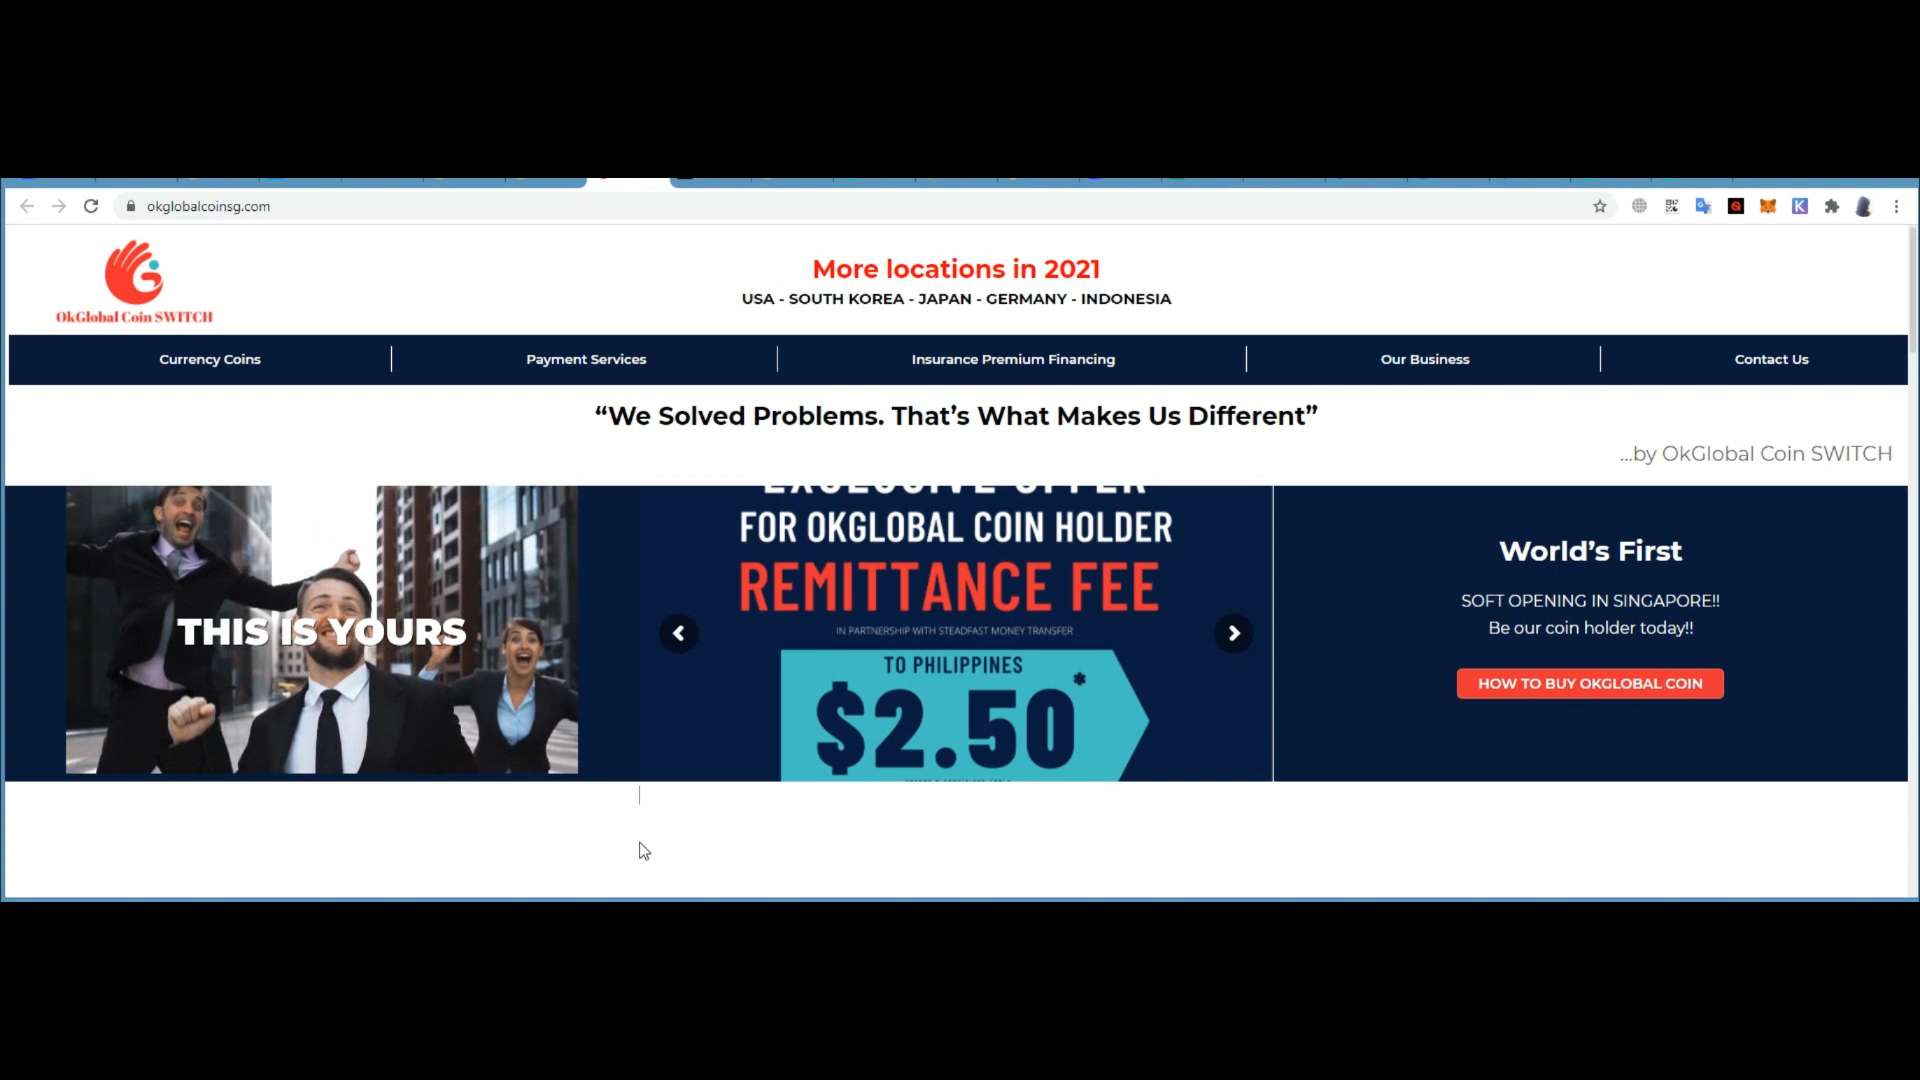 okglobalcoinsg.com
More locations in 2021
USA - SOUTH KOREA - JAPAN - GERMANY - INDONESIA
OkGlobal Coin SWITCH
Currency Coins
Payment Services
Insurance Premium Financing
Our Business
Contact Us
“We Solved Problems. That’s What Makes Us Different”
...by OkGlobal Coin SWITCH
THIS IS YOURS
EXCLUSIVE OFFER
FOR OKGLOBAL COIN HOLDER
REMITTANCE FEE
IN PARTNERSHIP WITH STEADFAST MONEY TRANSFER
TO PHILIPPINES
$2.50*
World’s First
SOFT OPENING IN SINGAPORE!!
Be our coin holder today!!
HOW TO BUY OKGLOBAL COIN